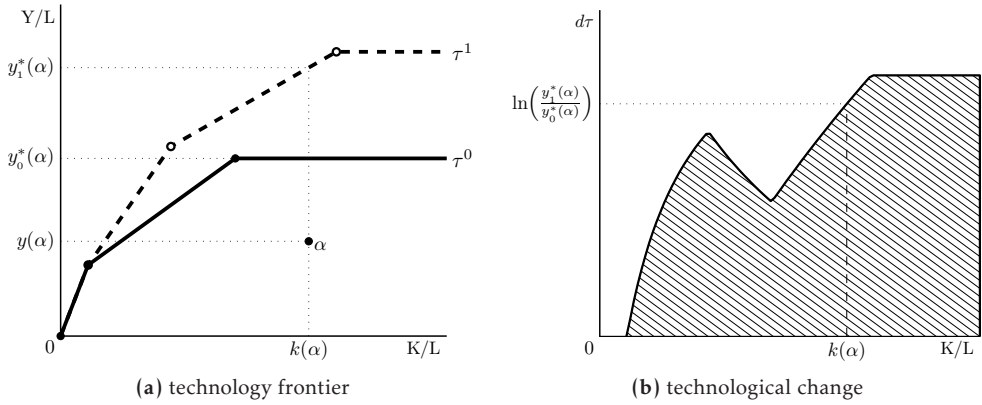 Y/L
τ¹
y₁*(α)
y₀*(α)
τ⁰
y(α)
α
0
k(α)
K/L
(a) technology frontier
dτ
ln(y₁*(α)/y₀*(α))
0
k(α)
K/L
(b) technological change